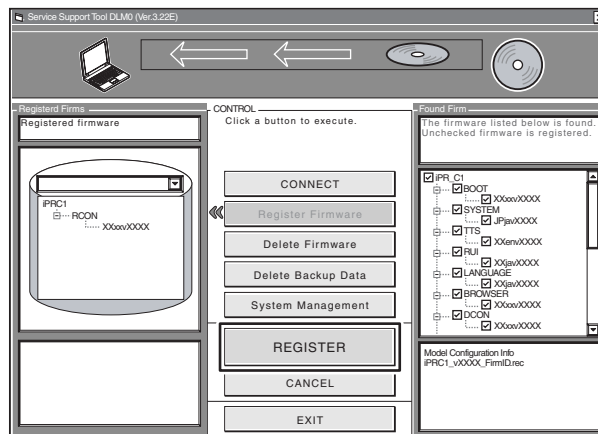 Service Support Tool DLM0 (Ver.3.22E)
Registerd Firms
Registered firmware
iPRC1
RCON
XXxxvXXXX
CONTROL
Click a button to execute.
CONNECT
Register Firmware
Delete Firmware
Delete Backup Data
System Management
REGISTER
CANCEL
EXIT
Found Firm
The firmware listed below is found.
Unchecked firmware is registered.
iPR_C1
BOOT
XXxxvXXXX
SYSTEM
JPjavXXXX
TTS
XXenvXXXX
RUI
XXjavXXXX
LANGUAGE
XXjavXXXX
BROWSER
XXxxvXXXX
DCON
XXxxvXXXX
Model Configuration Info
iPRC1_vXXXX_FirmID.rec